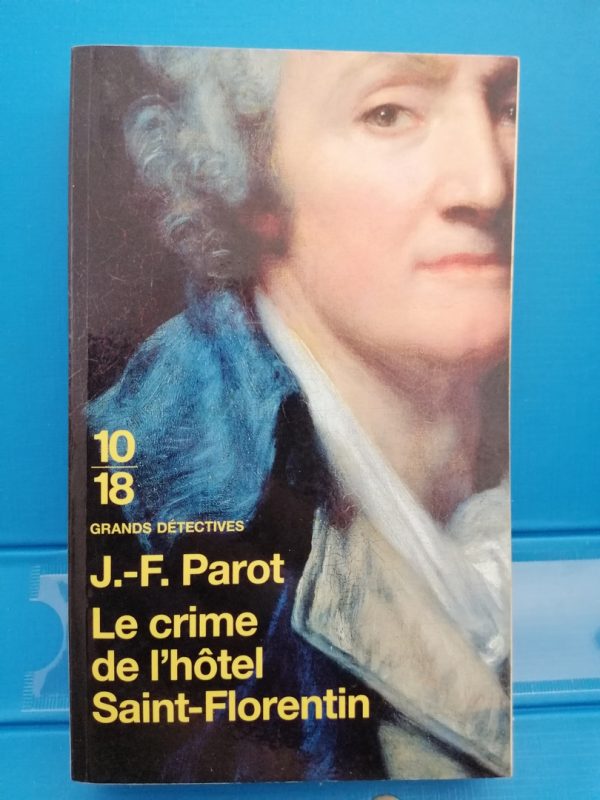 10
18
GRANDS DÉTECTIVES
J.-F. Parot
Le crime
de l'hôtel
Saint-Florentin